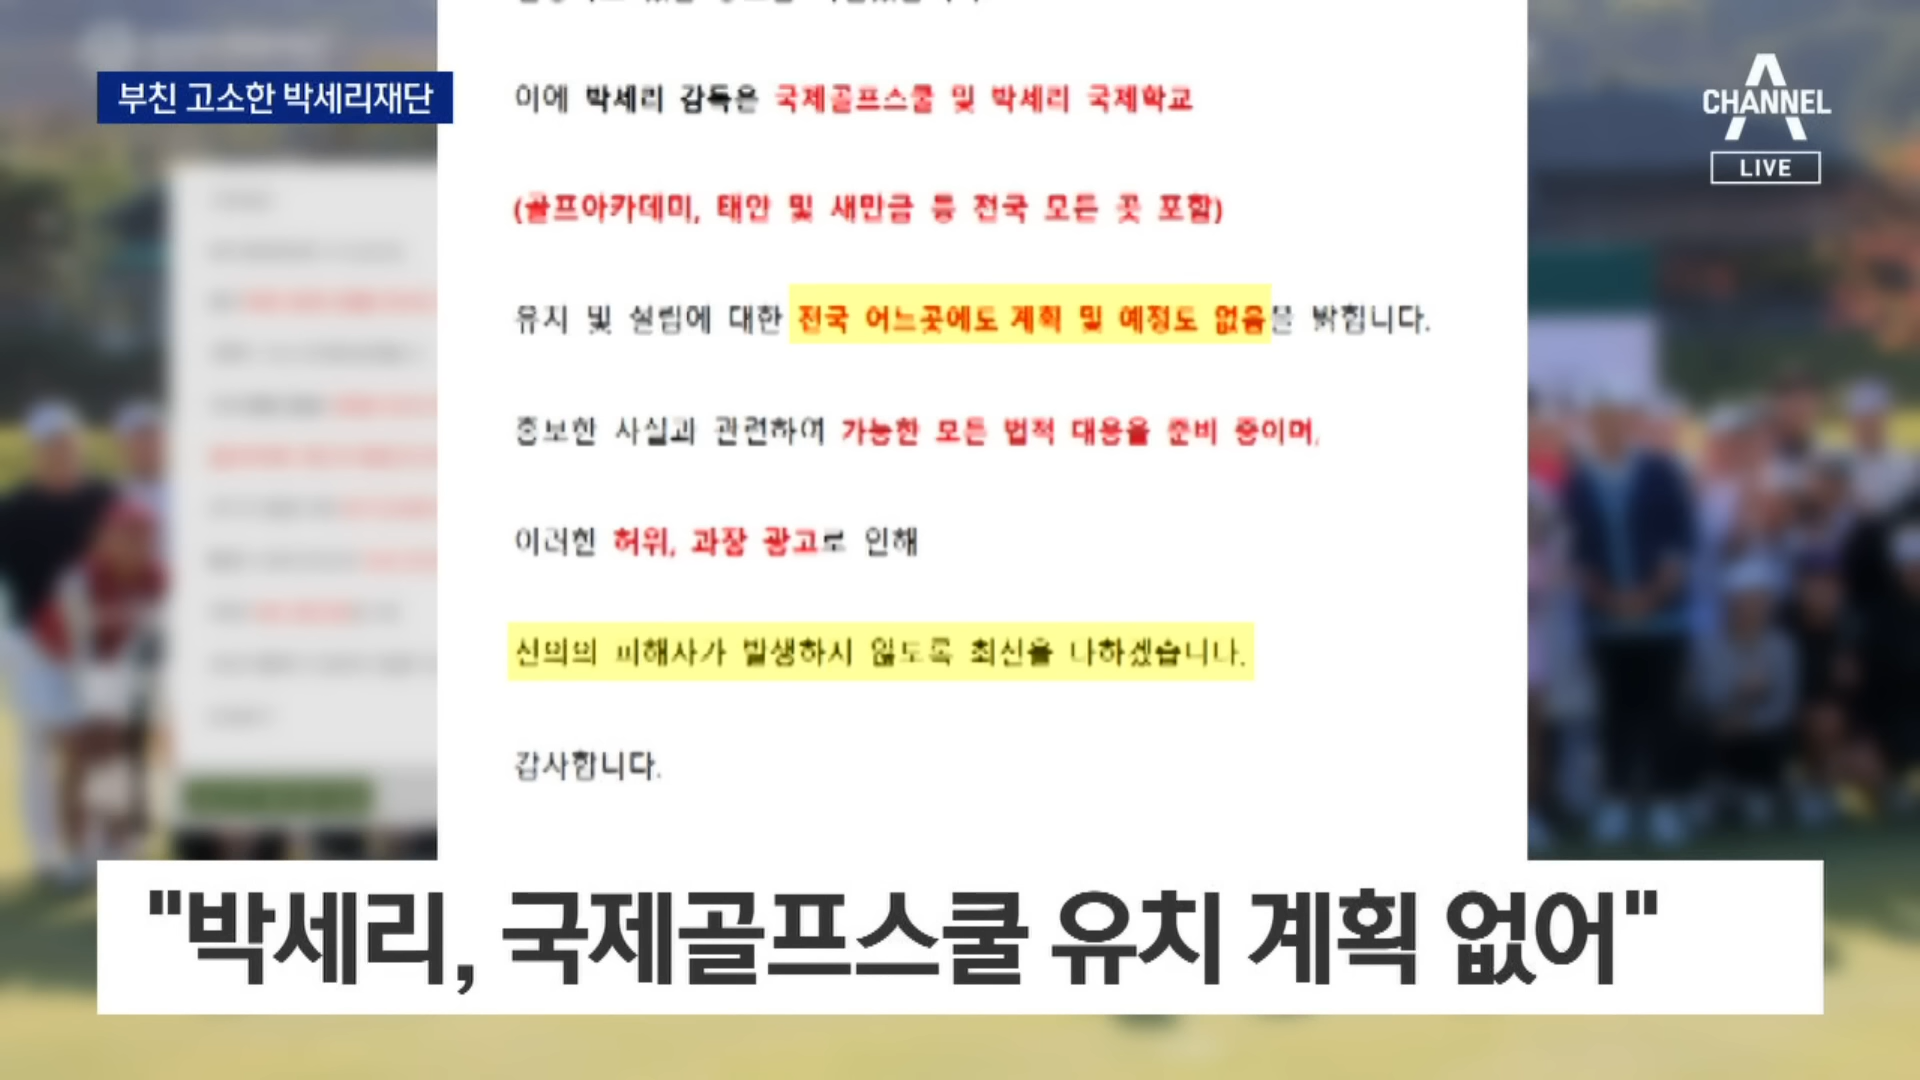 부친 고소한 박세리재단
CHANNEL A
LIVE
이에 박세리 감독은 국제골프스쿨 및 박세리 국제학교
(골프아카데미, 태안 및 새만금 등 전국 모든 곳 포함)
유치 및 설립에 대한 전국 어느곳에도 계획 및 예정도 없음을 밝힙니다.
홍보한 사실과 관련하여 가능한 모든 법적 대응을 준비 중이며,
이러한 허위, 과장 광고로 인해
선의의 피해자가 발생하지 않도록 최선을 다하겠습니다.
감사합니다.
"박세리, 국제골프스쿨 유치 계획 없어"